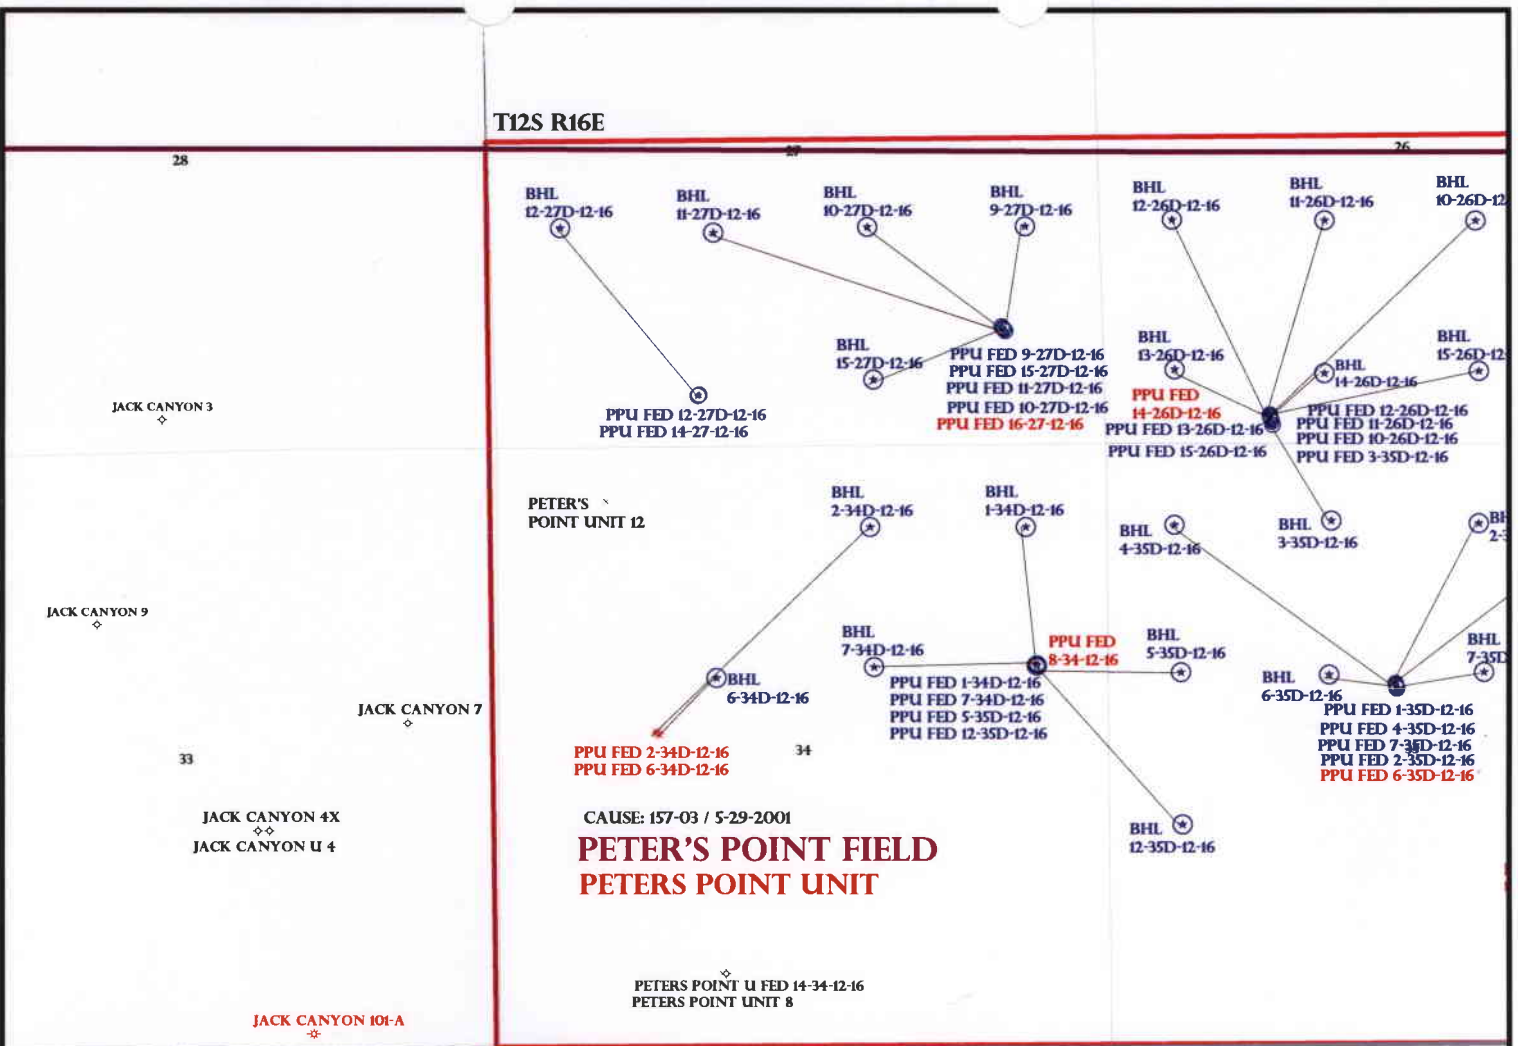 T12S R16E
28
27
26
BHL
12-27D-12-16
BHL
11-27D-12-16
BHL
10-27D-12-16
BHL
9-27D-12-16
BHL
12-26D-12-16
BHL
11-26D-12-16
BHL
10-26D-12
BHL
15-27D-12-16
PPU FED 9-27D-12-16
PPU FED 15-27D-12-16
PPU FED 11-27D-12-16
PPU FED 10-27D-12-16
PPU FED 16-27-12-16
BHL
13-26D-12-16
BHL
14-26D-12-16
BHL
15-26D-12
PPU FED
14-26D-12-16
PPU FED 13-26D-12-16
PPU FED 15-26D-12-16
PPU FED 12-26D-12-16
PPU FED 11-26D-12-16
PPU FED 10-26D-12-16
PPU FED 3-35D-12-16
JACK CANYON 3
PPU FED 12-27D-12-16
PPU FED 14-27-12-16
PETER'S
POINT UNIT 12
BHL
2-34D-12-16
BHL
1-34D-12-16
BHL
4-35D-12-16
BHL
3-35D-12-16
BH
2-3
JACK CANYON 9
BHL
7-34D-12-16
PPU FED
8-34-12-16
BHL
5-35D-12-16
BHL
6-35D-12-16
BHL
7-35D
BHL
6-34D-12-16
PPU FED 1-34D-12-16
PPU FED 7-34D-12-16
PPU FED 5-35D-12-16
PPU FED 12-35D-12-16
PPU FED 1-35D-12-16
PPU FED 4-35D-12-16
PPU FED 7-35D-12-16
PPU FED 2-35D-12-16
PPU FED 6-35D-12-16
JACK CANYON 7
33
PPU FED 2-34D-12-16
PPU FED 6-34D-12-16
34
JACK CANYON 4X
JACK CANYON U 4
CAUSE: 157-03 / 5-29-2001
PETER'S POINT FIELD
PETERS POINT UNIT
BHL
12-35D-12-16
PETERS POINT U FED 14-34-12-16
PETERS POINT UNIT 8
JACK CANYON 101-A